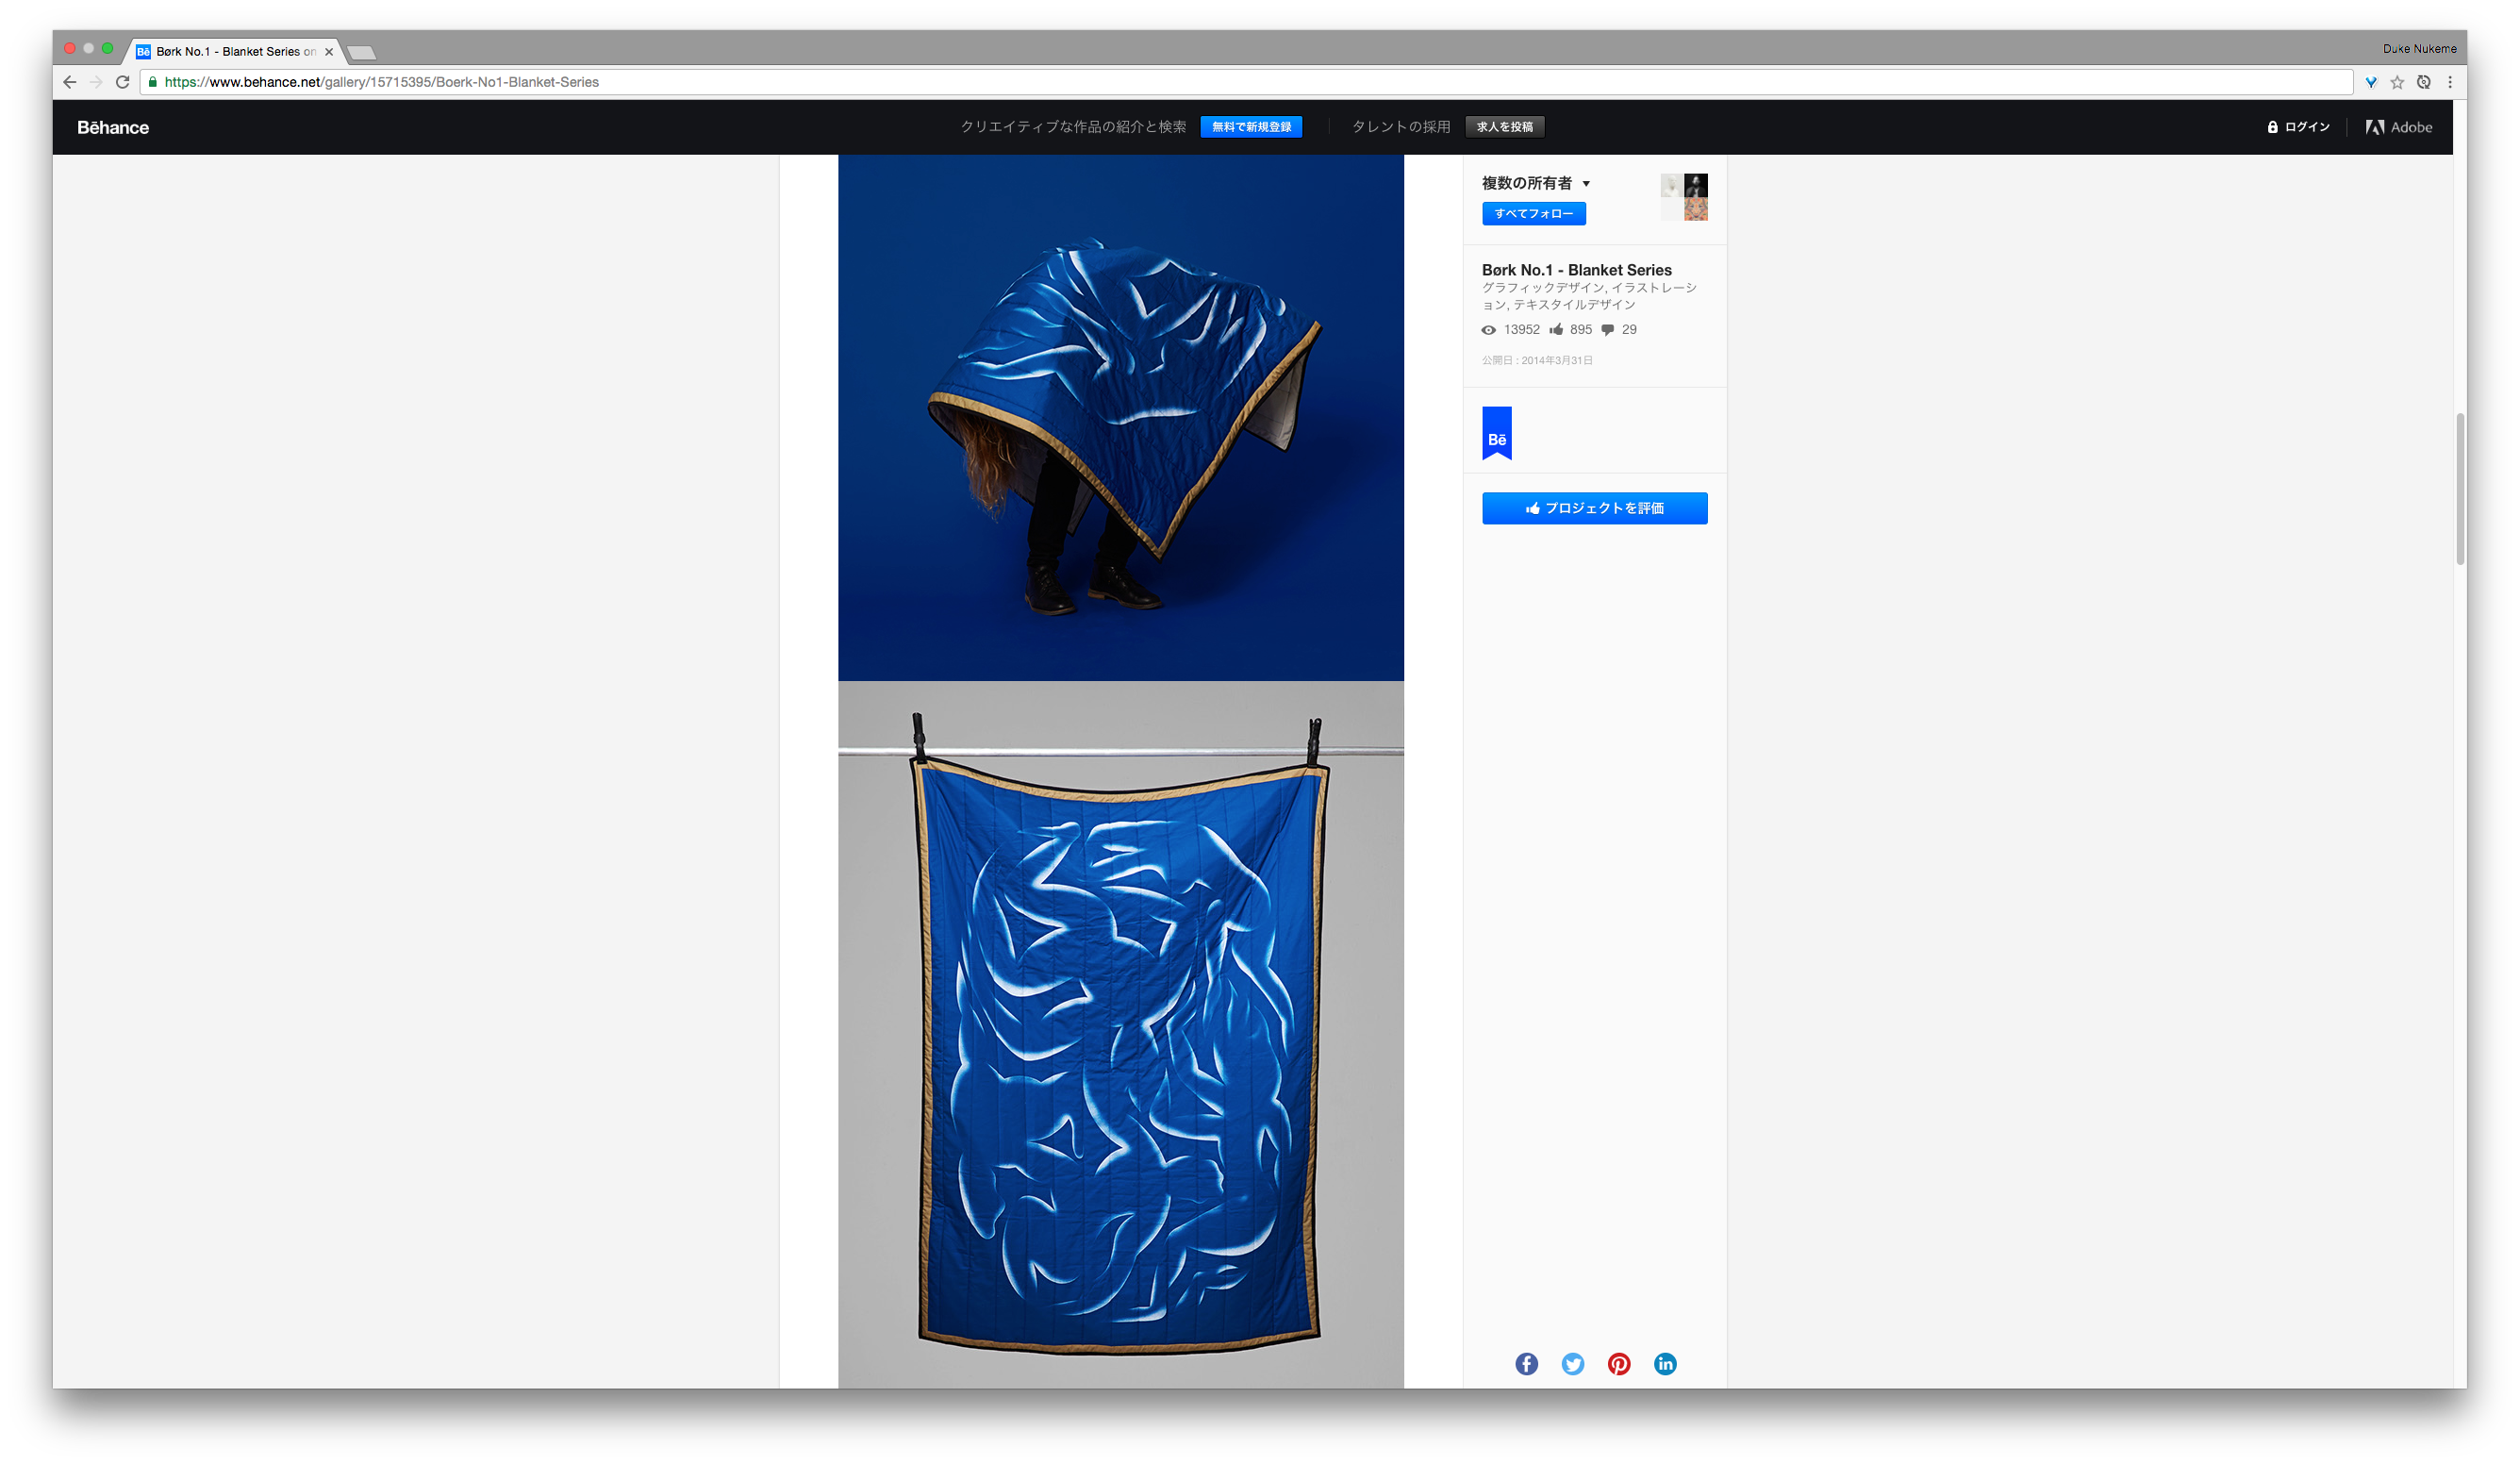 Bē Børk No.1 - Blanket Series on
Duke Nukeme
https://www.behance.net/gallery/15715395/Boerk-No1-Blanket-Series
Bēhance
クリエイティブな作品の紹介と検索 無料で新規登録
タレントの採用 求人を投稿
ログイン
Adobe
複数の所有者
すべてフォロー
Børk No.1 - Blanket Series
グラフィックデザイン, イラストレーシ
ョン, テキスタイルデザイン
13952 895 29
公開日 : 2014年3月31日
Bē
プロジェクトを評価